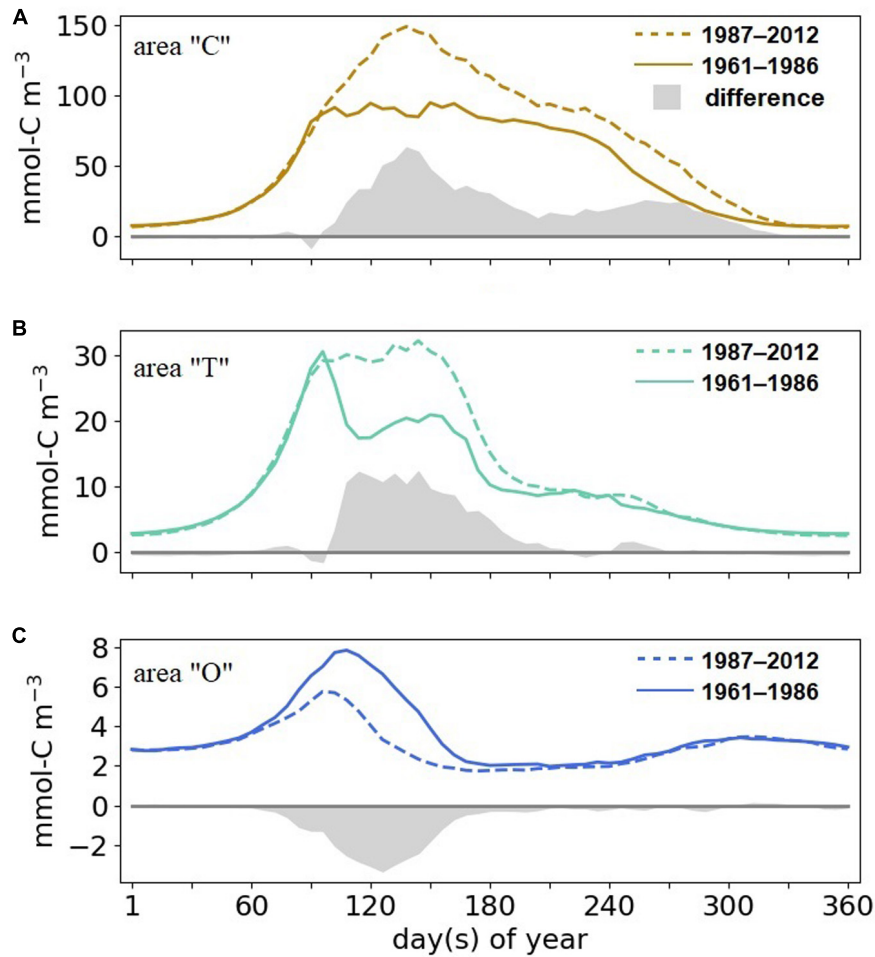 A
area "C"
mmol-C m⁻³
150
100
50
0
1987–2012
1961–1986
difference
B
area "T"
mmol-C m⁻³
30
20
10
0
1987–2012
1961–1986
C
area "O"
mmol-C m⁻³
8
6
4
2
0
−2
1987–2012
1961–1986
1 60 120 180 240 300 360
day(s) of year